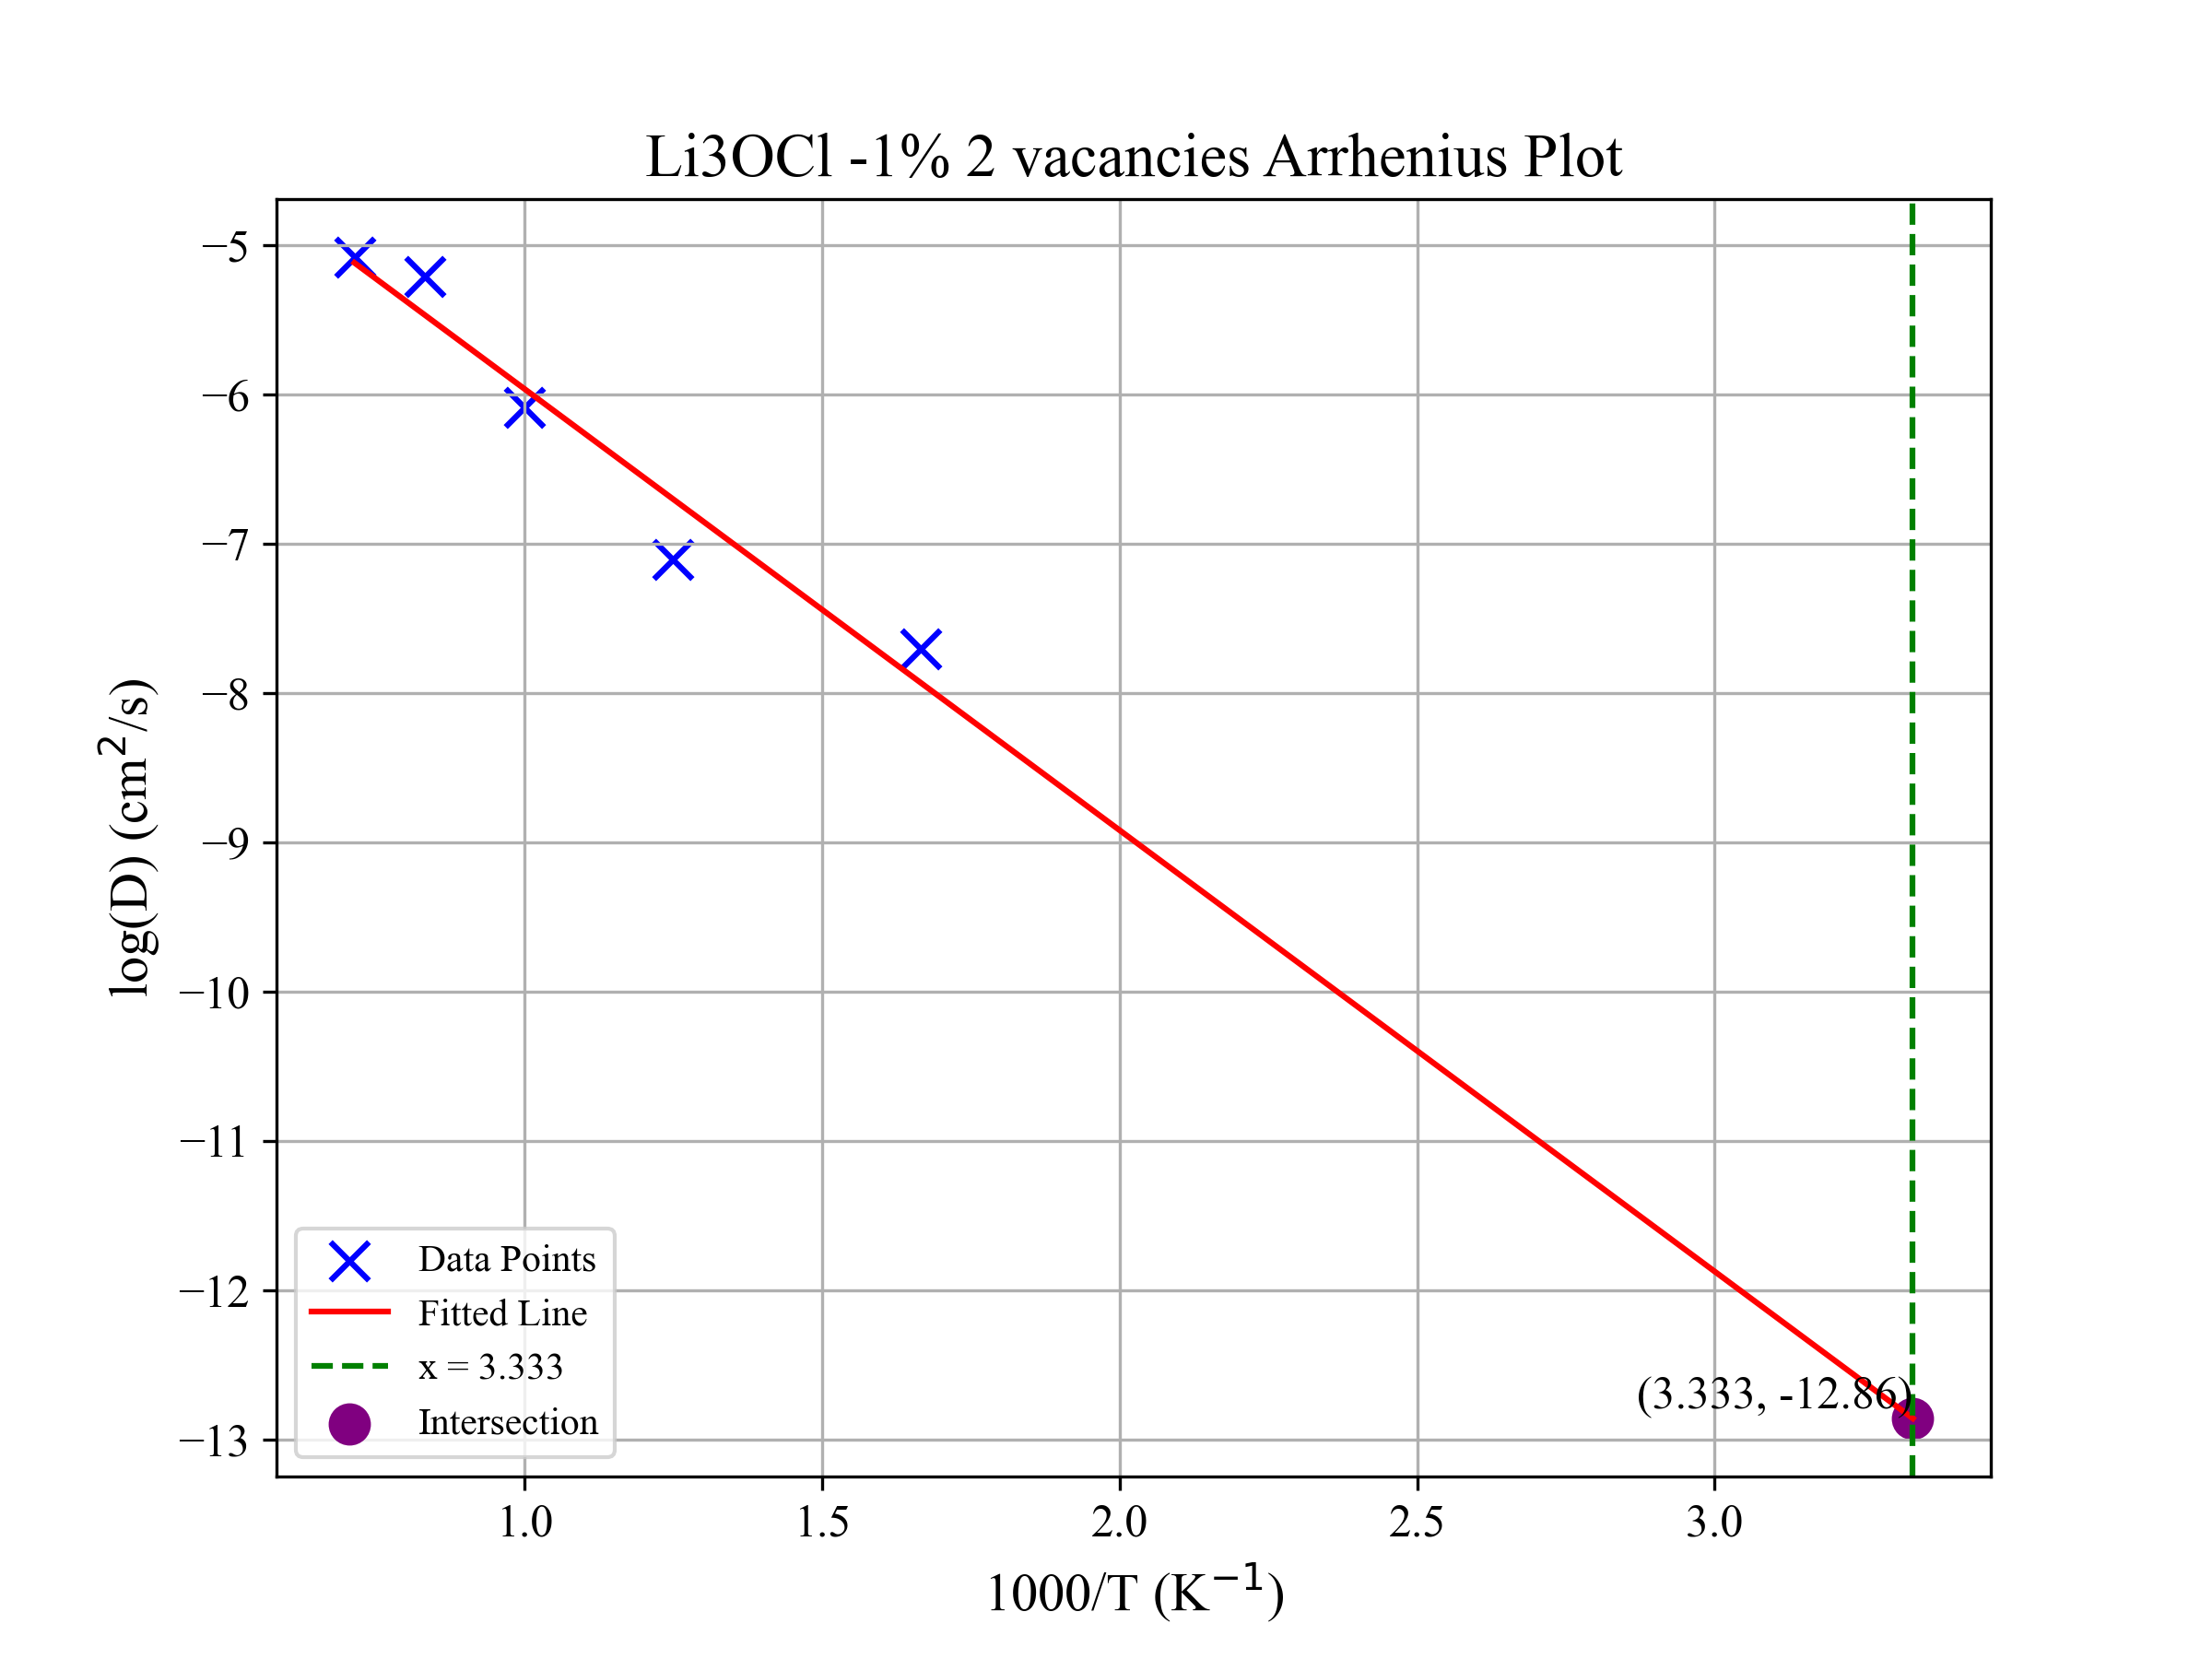 Li3OCl -1% 2 vacancies Arrhenius Plot
−5
−6
−7
−8
−9
−10
−11
−12
−13
log(D) (cm²/s)
Data Points
Fitted Line
x = 3.333
Intersection
(3.333, -12.86)
1.0
1.5
2.0
2.5
3.0
1000/T (K⁻¹)